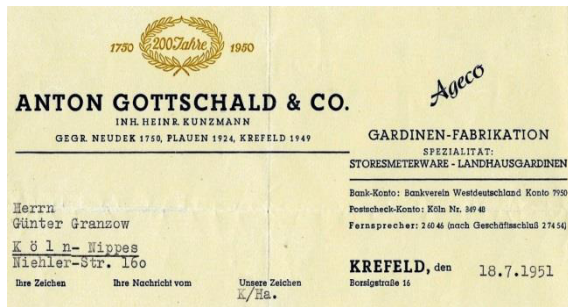 1750 200 Jahre 1950
Ageco
ANTON GOTTSCHALD & CO.
INH. HEINR. KUNZMANN
GEGR. NEUDEK 1750, PLAUEN 1924, KREFELD 1949
GARDINEN-FABRIKATION
SPEZIALITÄT:
STORESMETERWARE - LANDHAUSGARDINEN
Bank-Konto: Bankverein Westdeutschland Konto 7950
Postscheck-Konto: Köln Nr. 349 48
Fernsprecher: 2 60 46 (nach Geschäftsschluß 2 74 54)
Herrn
Günter Granzow
Köln-Nippes
Niehler-Str. 16o
Ihre Zeichen Ihre Nachricht vom Unsere Zeichen
K/Ha.
KREFELD, den 18.7.1951
Borsigstraße 16